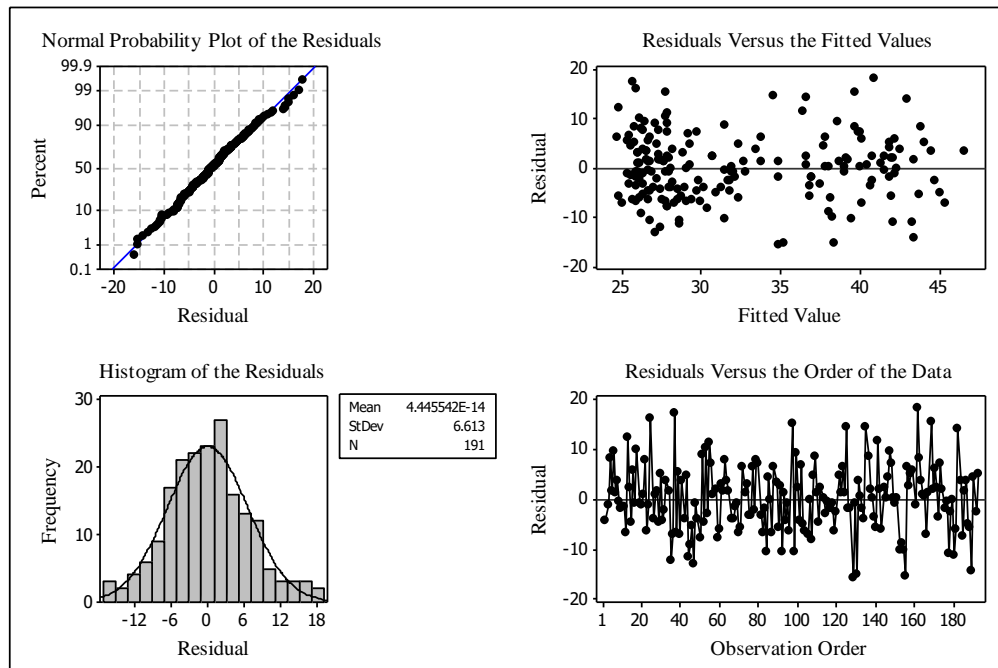 Normal Probability Plot of the Residuals
99.9
99
90
50
10
1
0.1
Percent
-20 -10 0 10 20
Residual
Residuals Versus the Fitted Values
20
10
0
-10
-20
Residual
25 30 35 40 45
Fitted Value
Histogram of the Residuals
30
20
10
0
Frequency
-12 -6 0 6 12 18
Residual
Mean 4.445542E-14
StDev 6.613
N 191
Residuals Versus the Order of the Data
20
10
0
-10
-20
Residual
1 20 40 60 80 100 120 140 160 180
Observation Order